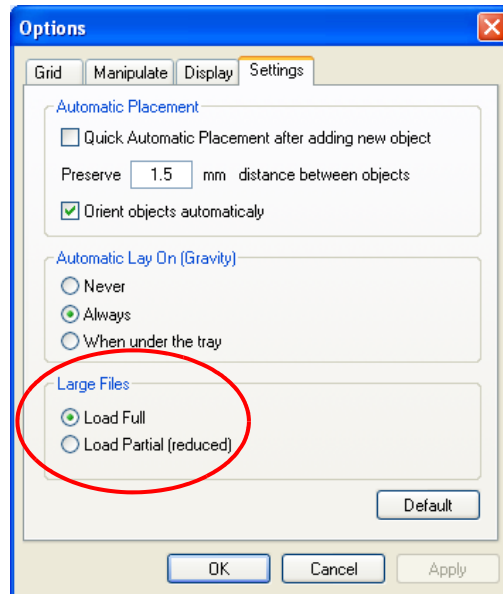 Options
Grid Manipulate Display Settings
Automatic Placement
Quick Automatic Placement after adding new object
Preserve 1.5 mm distance between objects
Orient objects automaticaly
Automatic Lay On (Gravity)
Never
Always
When under the tray
Large Files
Load Full
Load Partial (reduced)
Default
OK Cancel Apply